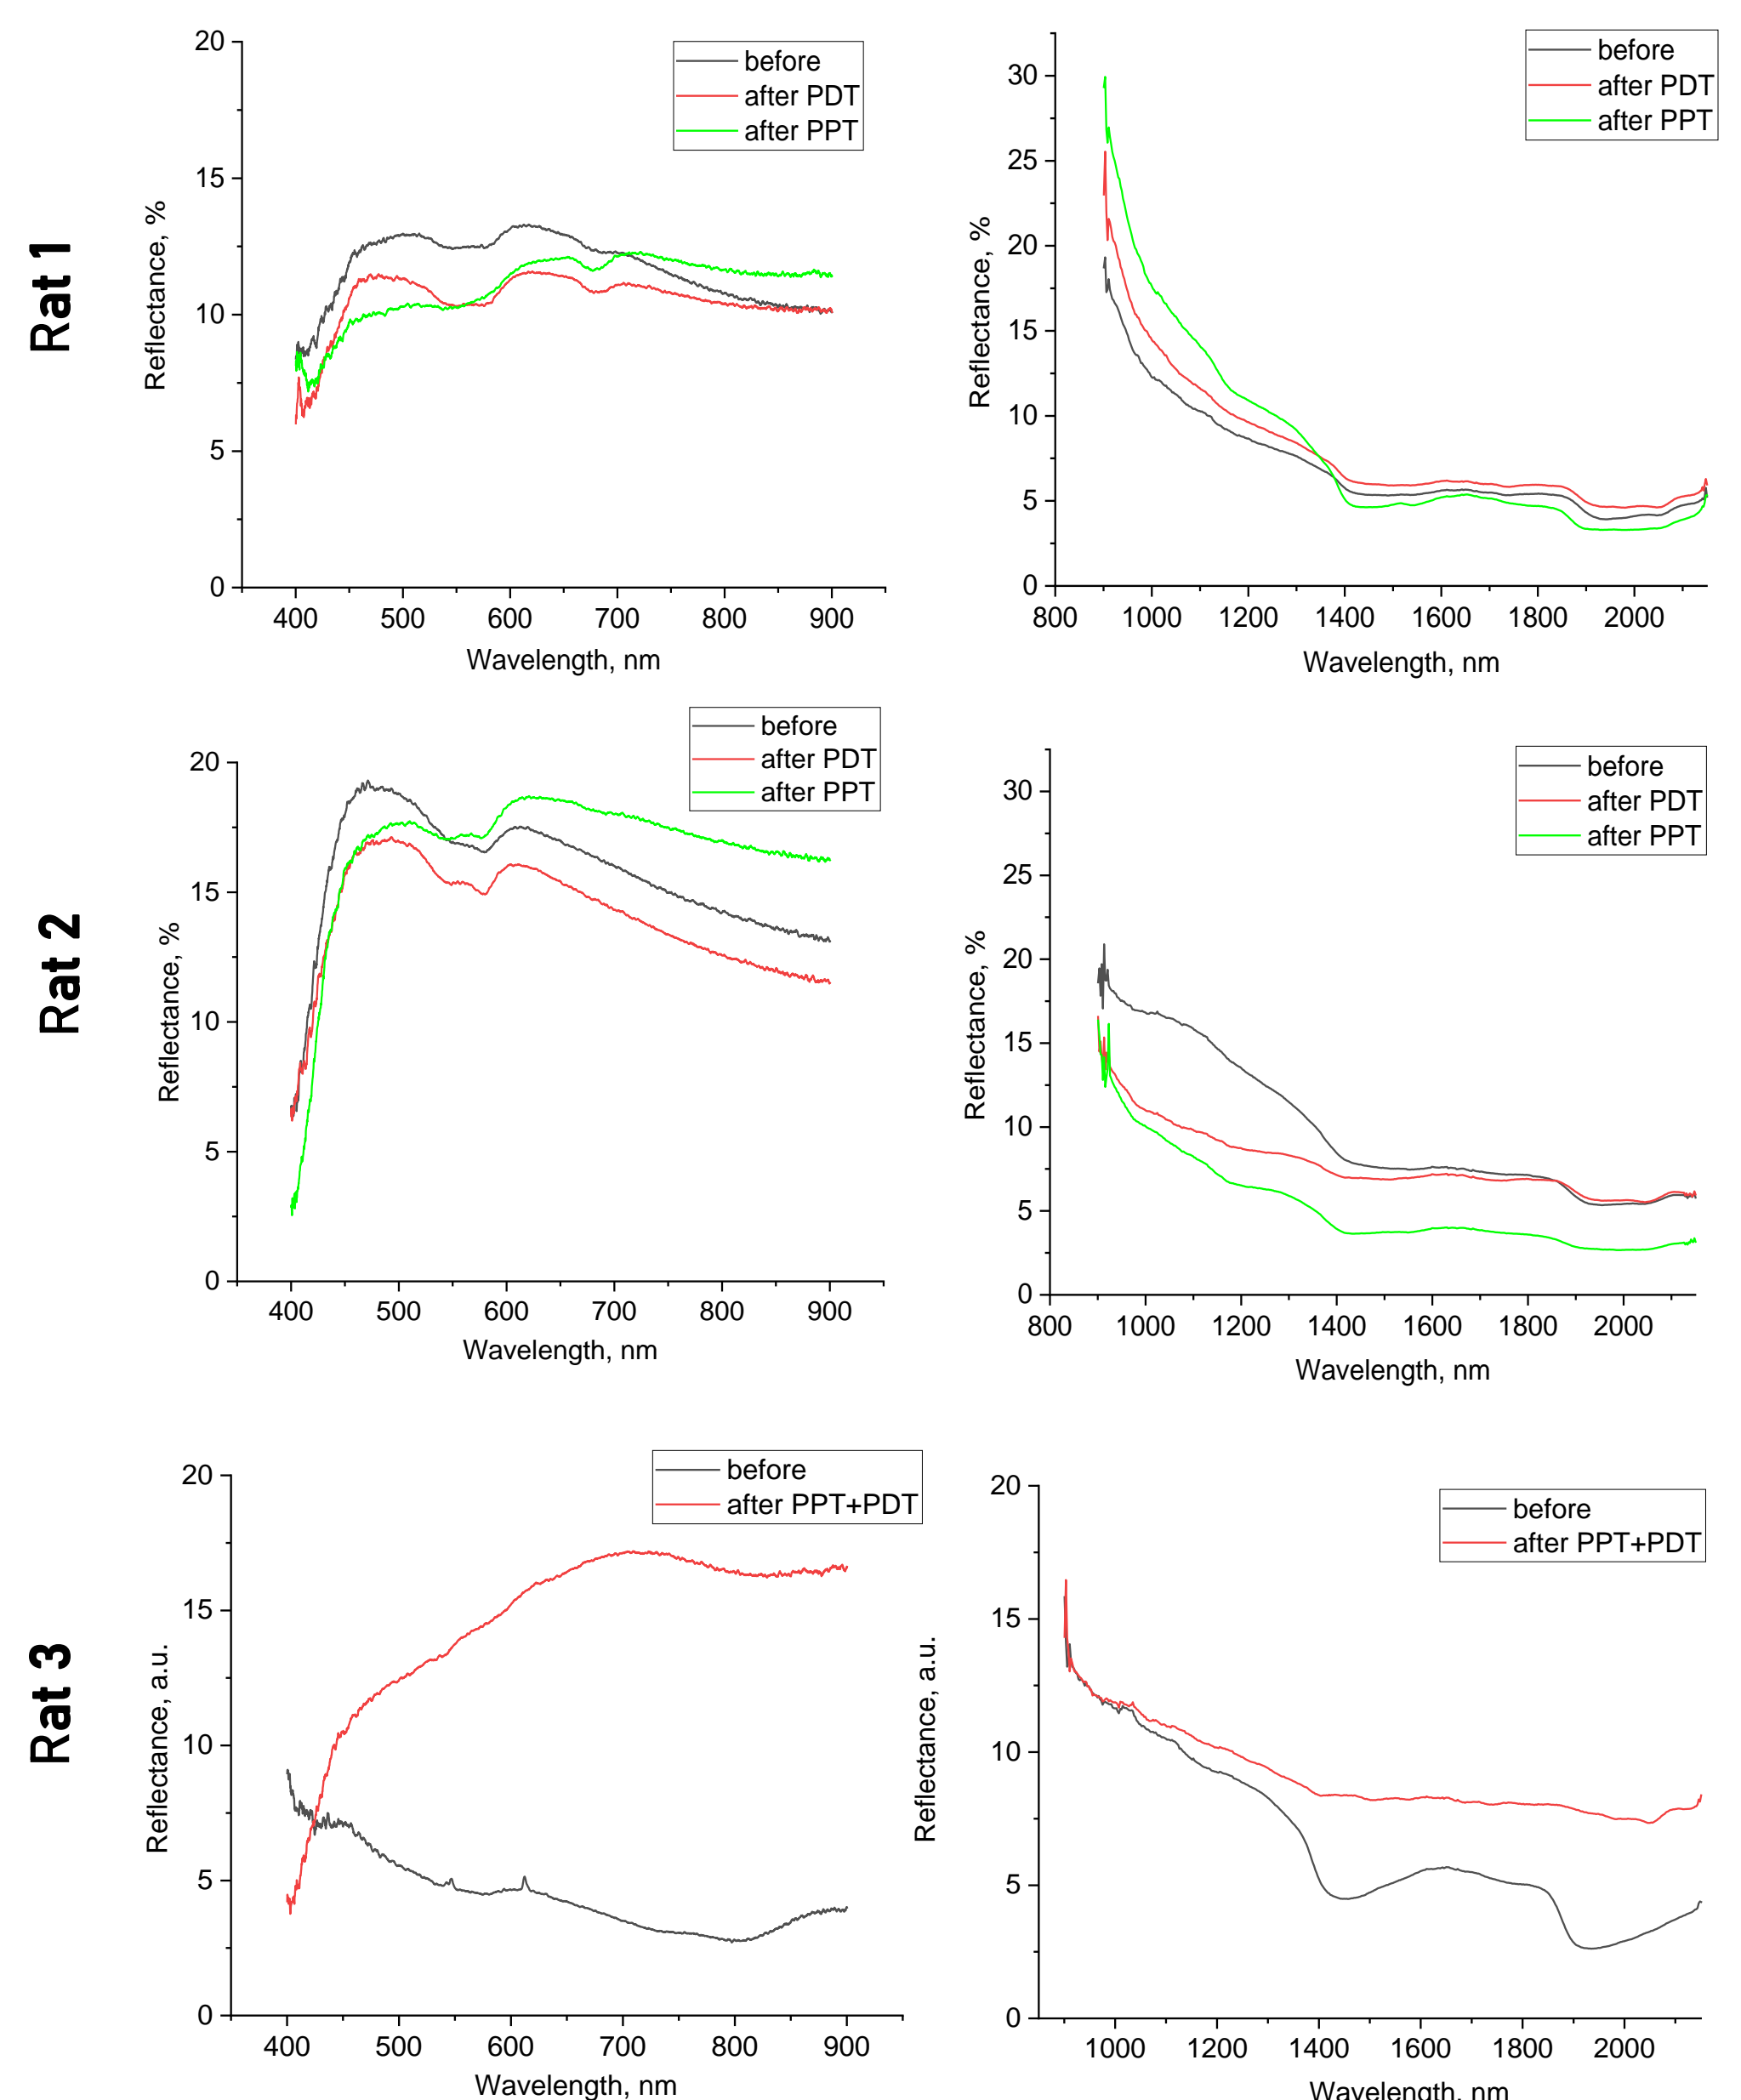 Rat 1
before
after PDT
after PPT
Reflectance, %
20
15
10
5
0
400 500 600 700 800 900
Wavelength, nm
before
after PDT
after PPT
Reflectance, %
30
25
20
15
10
5
0
800 1000 1200 1400 1600 1800 2000
Wavelength, nm
Rat 2
before
after PDT
after PPT
Reflectance, %
20
15
10
5
0
400 500 600 700 800 900
Wavelength, nm
before
after PDT
after PPT
Reflectance, %
30
25
20
15
10
5
0
800 1000 1200 1400 1600 1800 2000
Wavelength, nm
Rat 3
before
after PPT+PDT
Reflectance, a.u.
20
15
10
5
0
400 500 600 700 800 900
Wavelength, nm
before
after PPT+PDT
Reflectance, a.u.
20
15
10
5
0
1000 1200 1400 1600 1800 2000
Wavelength, nm